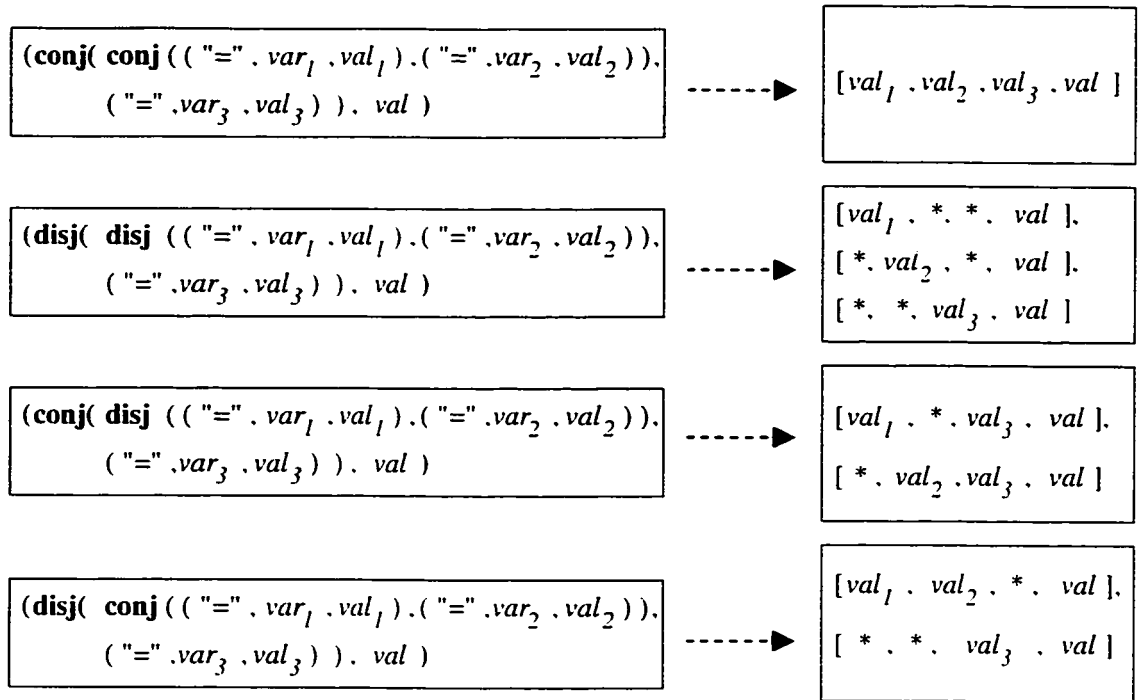 (conj( conj (( "=" , var₁ , val₁ ),( "=" ,var₂ , val₂ )),
( "=" ,var₃ , val₃ ) ), val )
[val₁ , val₂ , val₃ , val ]
(disj( disj (( "=" , var₁ , val₁ ),( "=" ,var₂ , val₂ )),
( "=" ,var₃ , val₃ ) ), val )
[val₁ , *, *, val ],
[ *, val₂ , *, val ],
[ *, *, val₃ , val ]
(conj( disj (( "=" , var₁ , val₁ ),( "=" ,var₂ , val₂ )),
( "=" ,var₃ , val₃ ) ), val )
[val₁ , *, val₃ , val ],
[ *, val₂ , val₃ , val ]
(disj( conj (( "=" , var₁ , val₁ ),( "=" ,var₂ , val₂ )),
( "=" ,var₃ , val₃ ) ), val )
[val₁ , val₂ , *, val ],
[ *, *, val₃ , val ]